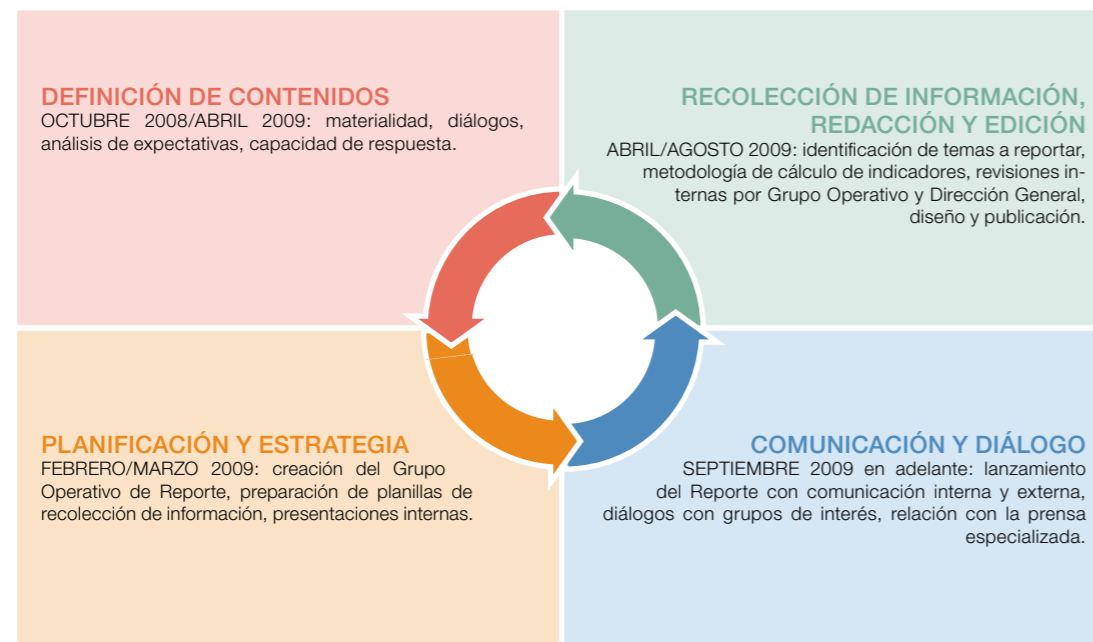 DEFINICIÓN DE CONTENIDOS
OCTUBRE 2008/ABRIL 2009: materialidad, diálogos,
análisis de expectativas, capacidad de respuesta.
RECOLECCIÓN DE INFORMACIÓN,
REDACCIÓN Y EDICIÓN
ABRIL/AGOSTO 2009: identificación de temas a reportar,
metodología de cálculo de indicadores, revisiones in-
ternas por Grupo Operativo y Dirección General,
diseño y publicación.
PLANIFICACIÓN Y ESTRATEGIA
FEBRERO/MARZO 2009: creación del Grupo
Operativo de Reporte, preparación de planillas de
recolección de información, presentaciones internas.
COMUNICACIÓN Y DIÁLOGO
SEPTIEMBRE 2009 en adelante: lanzamiento
del Reporte con comunicación interna y externa,
diálogos con grupos de interés, relación con la prensa
especializada.